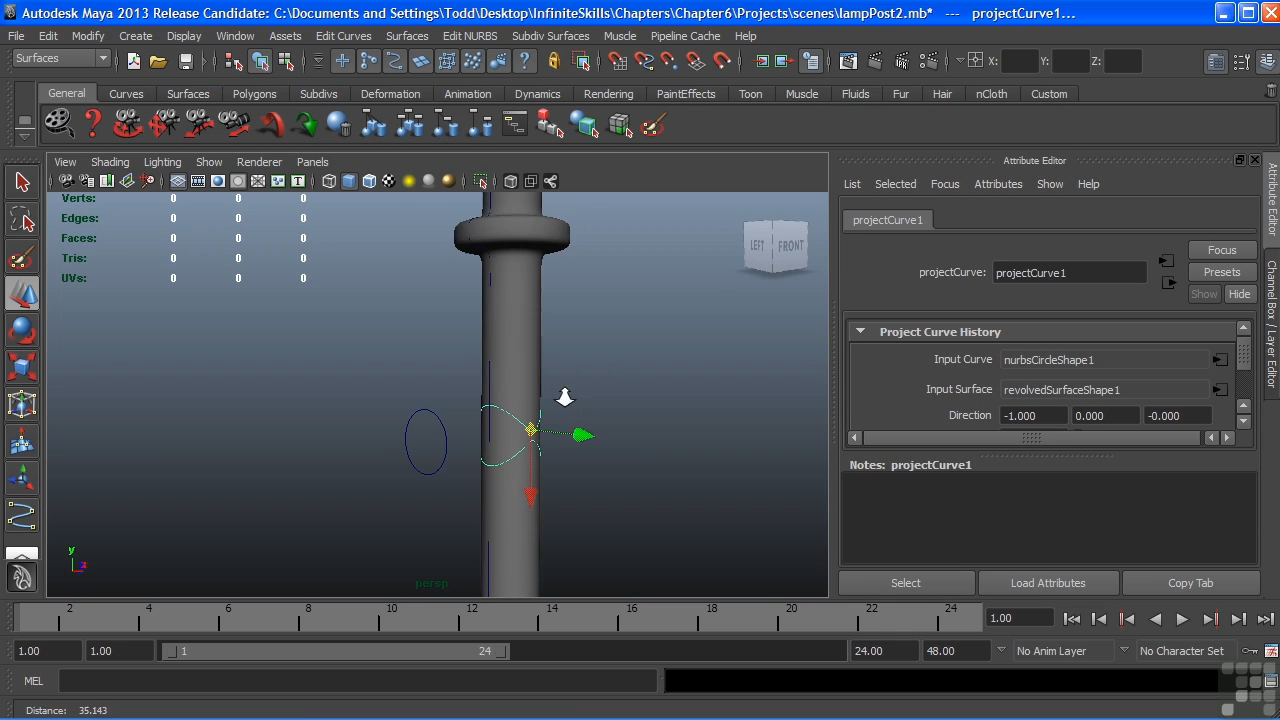 Autodesk Maya 2013 Release Candidate: C:\Documents and Settings\Todd\Desktop\InfiniteSkills\Chapters\Chapter6\Projects\scenes\lampPost2.mb* --- projectCurve1...
File Edit Modify Create Display Window Assets Edit Curves Surfaces Edit NURBS Subdiv Surfaces Muscle Pipeline Cache Help
Surfaces X: Y: Z:
General Curves Surfaces Polygons Subdivs Deformation Animation Dynamics Rendering PaintEffects Toon Muscle Fluids Fur Hair nCloth Custom
View Shading Lighting Show Renderer Panels
Attribute Editor
List Selected Focus Attributes Show Help
Verts: 0 0 0
Edges: 0 0 0
Faces: 0 0 0
Tris: 0 0 0
UVs: 0 0 0
LEFT FRONT
projectCurve1
Focus
projectCurve: projectCurve1
Presets
Show Hide
Project Curve History
Input Curve nurbsCircleShape1
Input Surface revolvedSurfaceShape1
Direction -1.000 0.000 -0.000
Notes: projectCurve1
Attribute Editor
Channel Box / Layer Editor
y
z
persp
Select Load Attributes Copy Tab
2 4 6 8 10 12 14 16 18 20 22 24 1.00
1.00 1.00 1 24 24.00 48.00 No Anim Layer No Character Set
MEL
Distance: 35.143